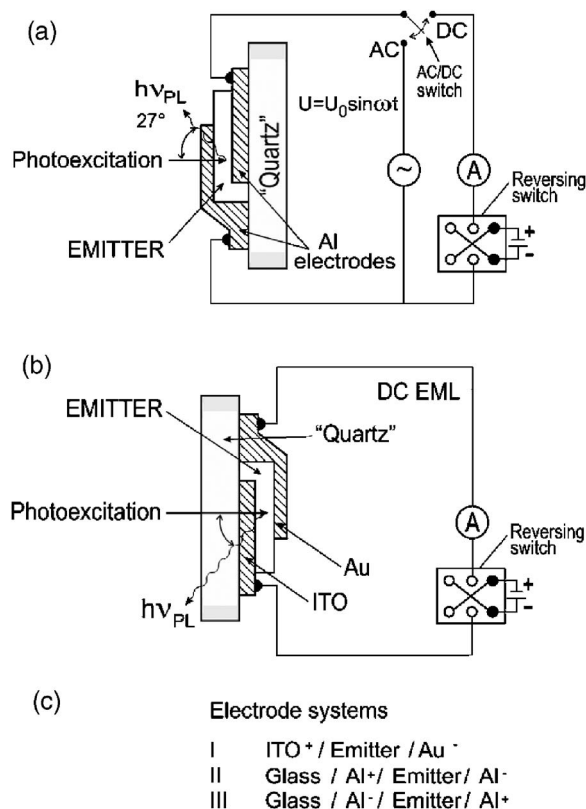 (a)
DC
AC
AC/DC
switch
hνPL
27°
U=U₀sinωt
Photoexcitation
"Quartz"
~
A
Reversing
switch
+
-
EMITTER
Al
electrodes
(b)
DC EML
EMITTER
"Quartz"
Photoexcitation
A
Reversing
switch
Au
+
-
hνPL
ITO
(c)
Electrode systems
I ITO⁺ / Emitter / Au⁻
II Glass / Al⁺/ Emitter/ Al⁻
III Glass / Al⁻ / Emitter/ Al⁺